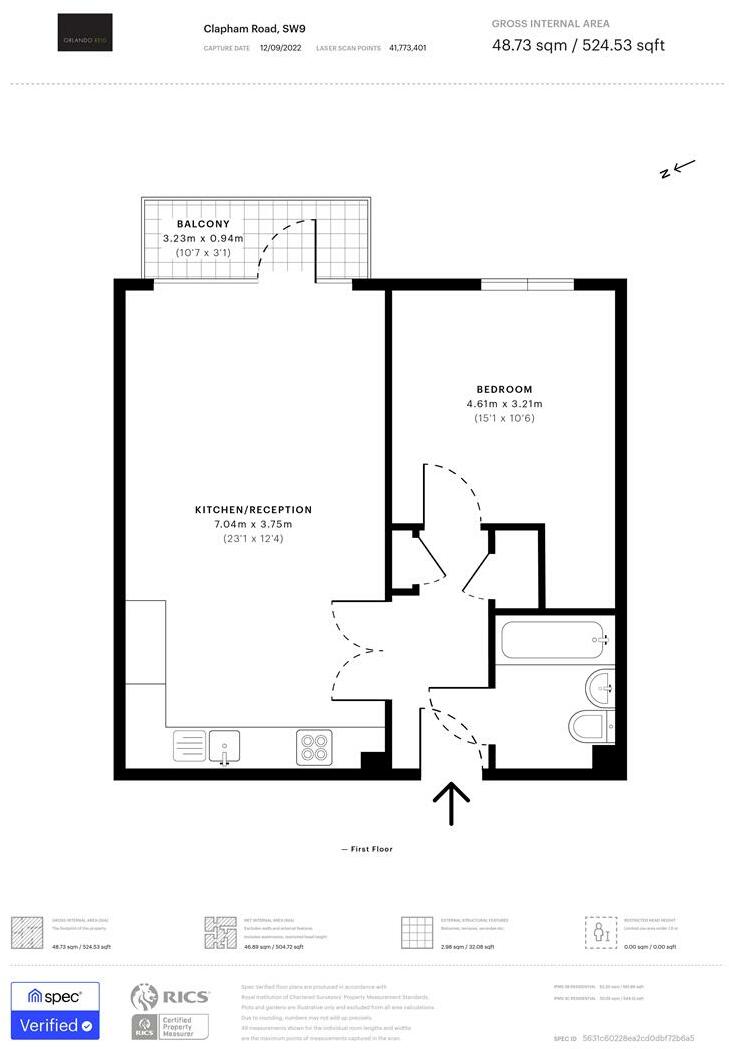 ORLANDO REID
Clapham Road, SW9
CAPTURE DATE 12/09/2022 LASER SCAN POINTS 41,773,401
GROSS INTERNAL AREA
48.73 sqm / 524.53 sqft
N
BALCONY
3.23m x 0.94m
(10'7 x 3'1)
BEDROOM
4.61m x 3.21m
(15'1 x 10'6)
KITCHEN/RECEPTION
7.04m x 3.75m
(23'1 x 12'4)
— First Floor
GROSS INTERNAL AREA (GIA)
The footprint of the property
48.73 sqm / 524.53 sqft
NET INTERNAL AREA (NIA)
Excludes walls and external features
Includes washrooms, restricted head height
46.89 sqm / 504.72 sqft
EXTERNAL STRUCTURAL FEATURES
Balconies, terraces, verandas etc.
2.98 sqm / 32.08 sqft
RESTRICTED HEAD HEIGHT
Limited use area under 1.5 m
0.00 sqm / 0.00 sqft
spec
Verified
RICS
RICS
Certified
Property
Measurer
Spec Verified floor plans are produced in accordance with
Royal Institution of Chartered Surveyors' Property Measurement Standards.
Plots and gardens are illustrative only and excluded from all area calculations.
Due to rounding, numbers may not add up precisely.
All measurements shown for the individual room lengths and widths
are the maximum points of measurements captured in the scan.
IPMS 3B RESIDENTIAL
IPMS 3C RESIDENTIAL
SPEC ID 5631c60228ea2cd0dbf72b6a5